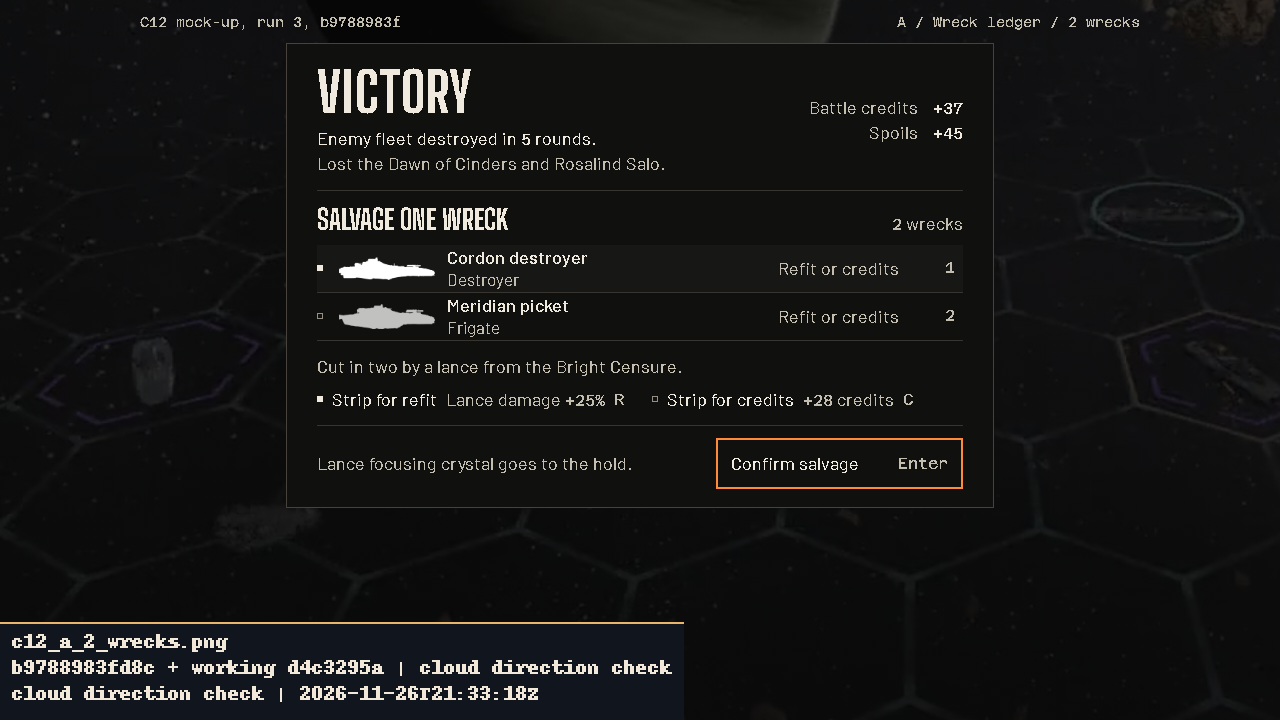 C12 mock-up, run 3, b9788983f
A / Wreck ledger / 2 wrecks
VICTORY
Battle credits +37
Enemy fleet destroyed in 5 rounds.
Spoils +45
Lost the Dawn of Cinders and Rosalind Salo.
SALVAGE ONE WRECK
2 wrecks
Cordon destroyer
Destroyer
Refit or credits 1
Meridian picket
Frigate
Refit or credits 2
Cut in two by a lance from the Bright Censure.
Strip for refit Lance damage +25% R Strip for credits +28 credits C
Lance focusing crystal goes to the hold.
Confirm salvage Enter
c12_a_2_wrecks.png
b9788983fd8c + working d4c3295a | cloud direction check
cloud direction check | 2026-11-26T21:33:18Z